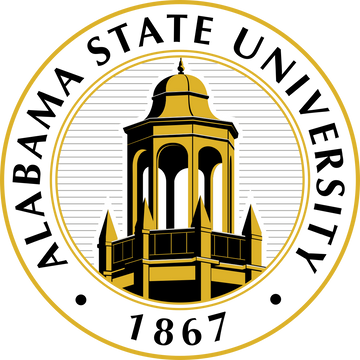 ALABAMA STATE UNIVERSITY
• 1867 •